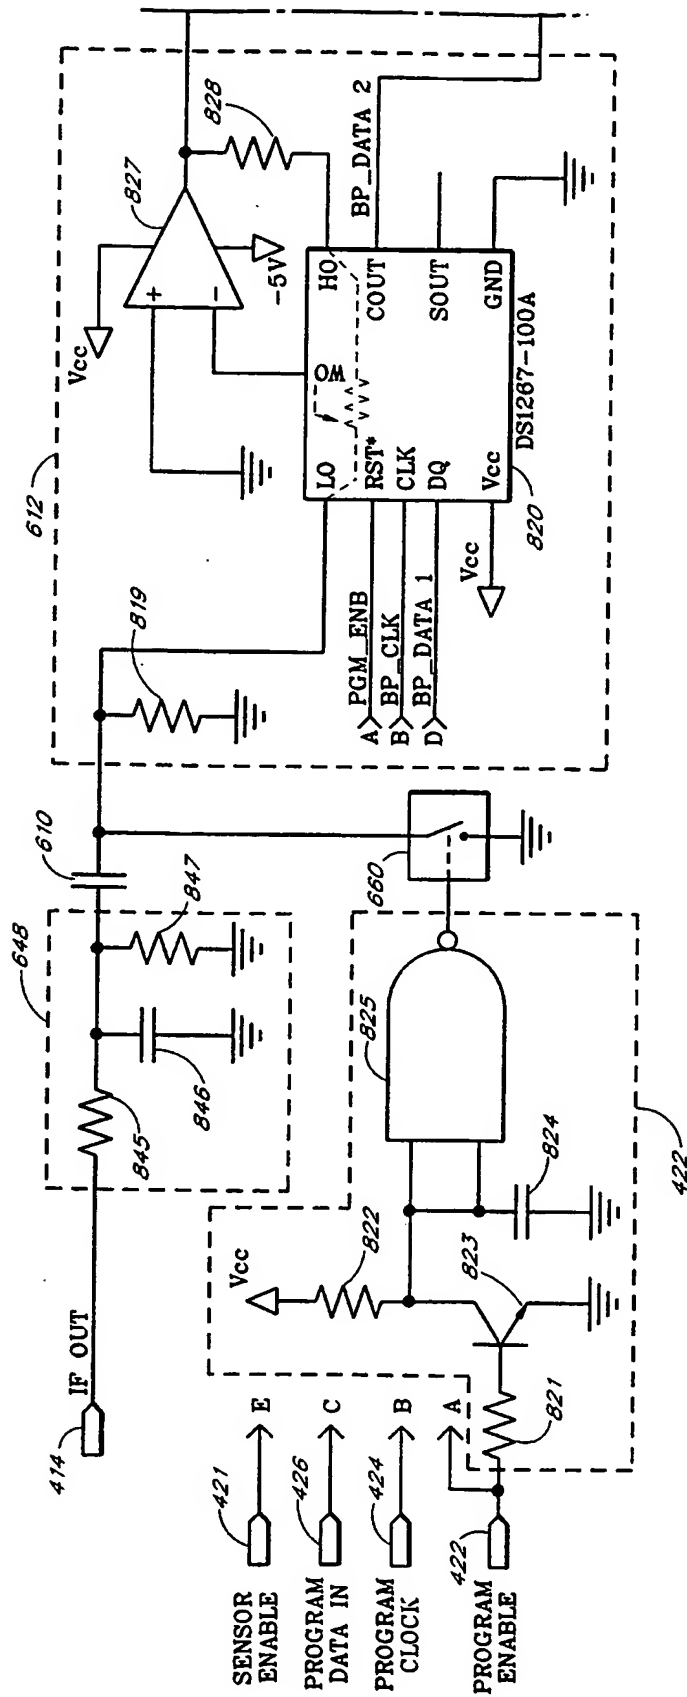 612
827
828
Vcc
+
−
-5V
BP_DATA 2
LO
WO
HO
RST*
COUT
CLK
DQ
SOUT
Vcc
GND
DS1267-100A
820
Vcc
819
PGM_ENB
A
BP_CLK
B
BP_DATA 1
D
610
660
648
847
846
845
IF OUT
414
825
824
422
Vcc
822
823
821
SENSOR
ENABLE
421
E
PROGRAM
DATA IN
426
C
PROGRAM
CLOCK
424
B
PROGRAM
ENABLE
422
A